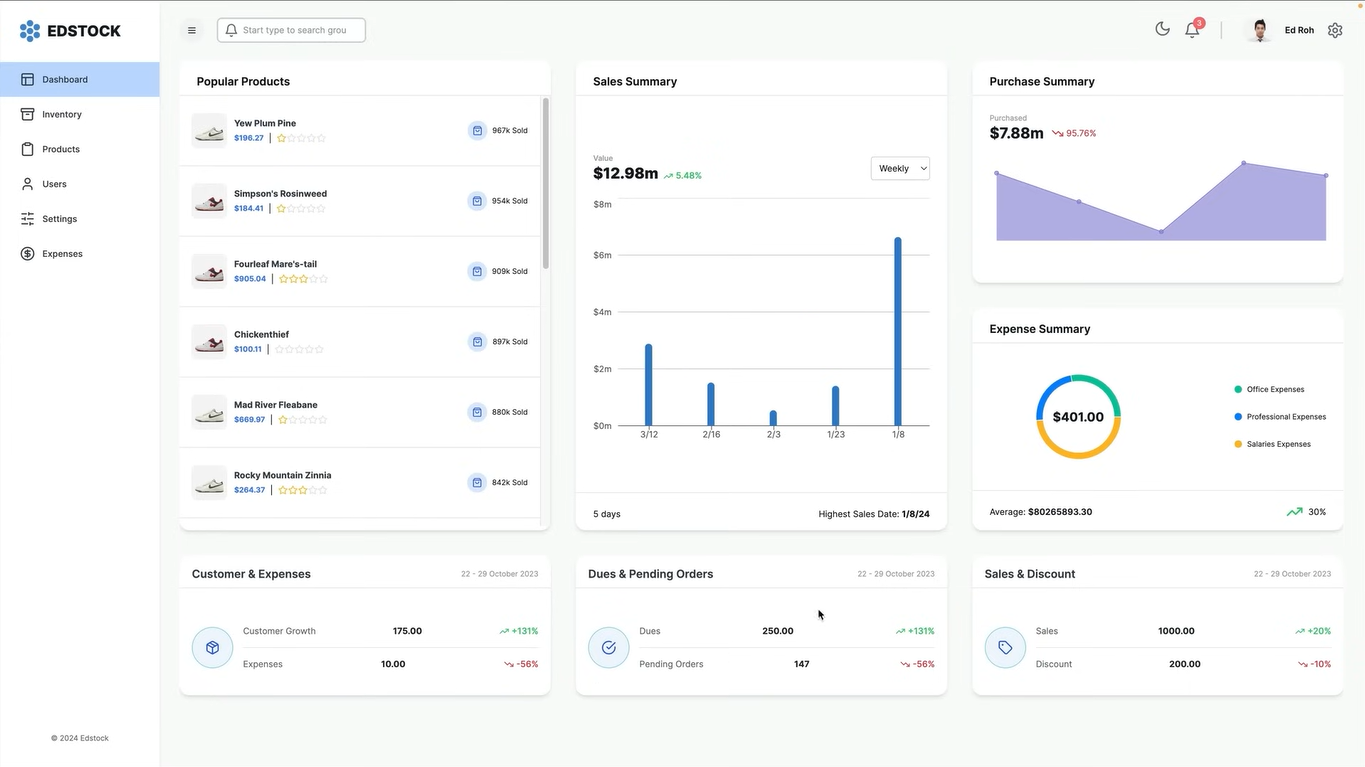 EDSTOCK
Start type to search grou
3
Ed Roh
Dashboard
Inventory
Products
Users
Settings
Expenses
© 2024 Edstock
Popular Products
Yew Plum Pine
$196.27 |
967k Sold
Simpson's Rosinweed
$184.41 |
954k Sold
Fourleaf Mare's-tail
$905.04 |
909k Sold
Chickenthief
$100.11 |
897k Sold
Mad River Fleabane
$669.97 |
880k Sold
Rocky Mountain Zinnia
$264.37 |
842k Sold
Sales Summary
Value
$12.98m 5.48%
Weekly
$8m
$6m
$4m
$2m
$0m
3/12 2/16 2/3 1/23 1/8
5 days Highest Sales Date: 1/8/24
Purchase Summary
Purchased
$7.88m 95.76%
Expense Summary
$401.00
Office Expenses
Professional Expenses
Salaries Expenses
Average: $80265893.30 30%
Customer & Expenses 22 - 29 October 2023
Customer Growth 175.00 +131%
Expenses 10.00 -56%
Dues & Pending Orders 22 - 29 October 2023
Dues 250.00 +131%
Pending Orders 147 -56%
Sales & Discount 22 - 29 October 2023
Sales 1000.00 +20%
Discount 200.00 -10%